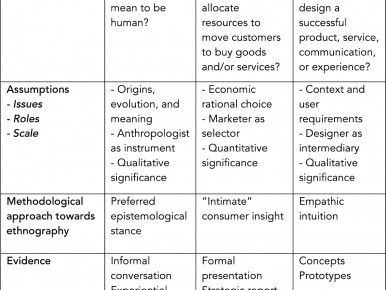 mean to be
human?
allocate
resources to
move customers
to buy goods
and/or services?
design a
successful
product, service,
communication,
or experience?
Assumptions
- Issues
- Roles
- Scale
- Origins,
evolution, and
meaning
- Anthropologist
as instrument
- Qualitative
significance
- Economic
rational choice
- Marketer as
selector
- Quantitative
significance
- Context and
user
requirements
- Designer as
intermediary
- Qualitative
significance
Methodological
approach towards
ethnography
Preferred
epistemological
stance
“Intimate”
consumer insight
Empathic
intuition
Evidence
Informal
conversation
Experiential
Formal
presentation
Strategic report
Concepts
Prototypes